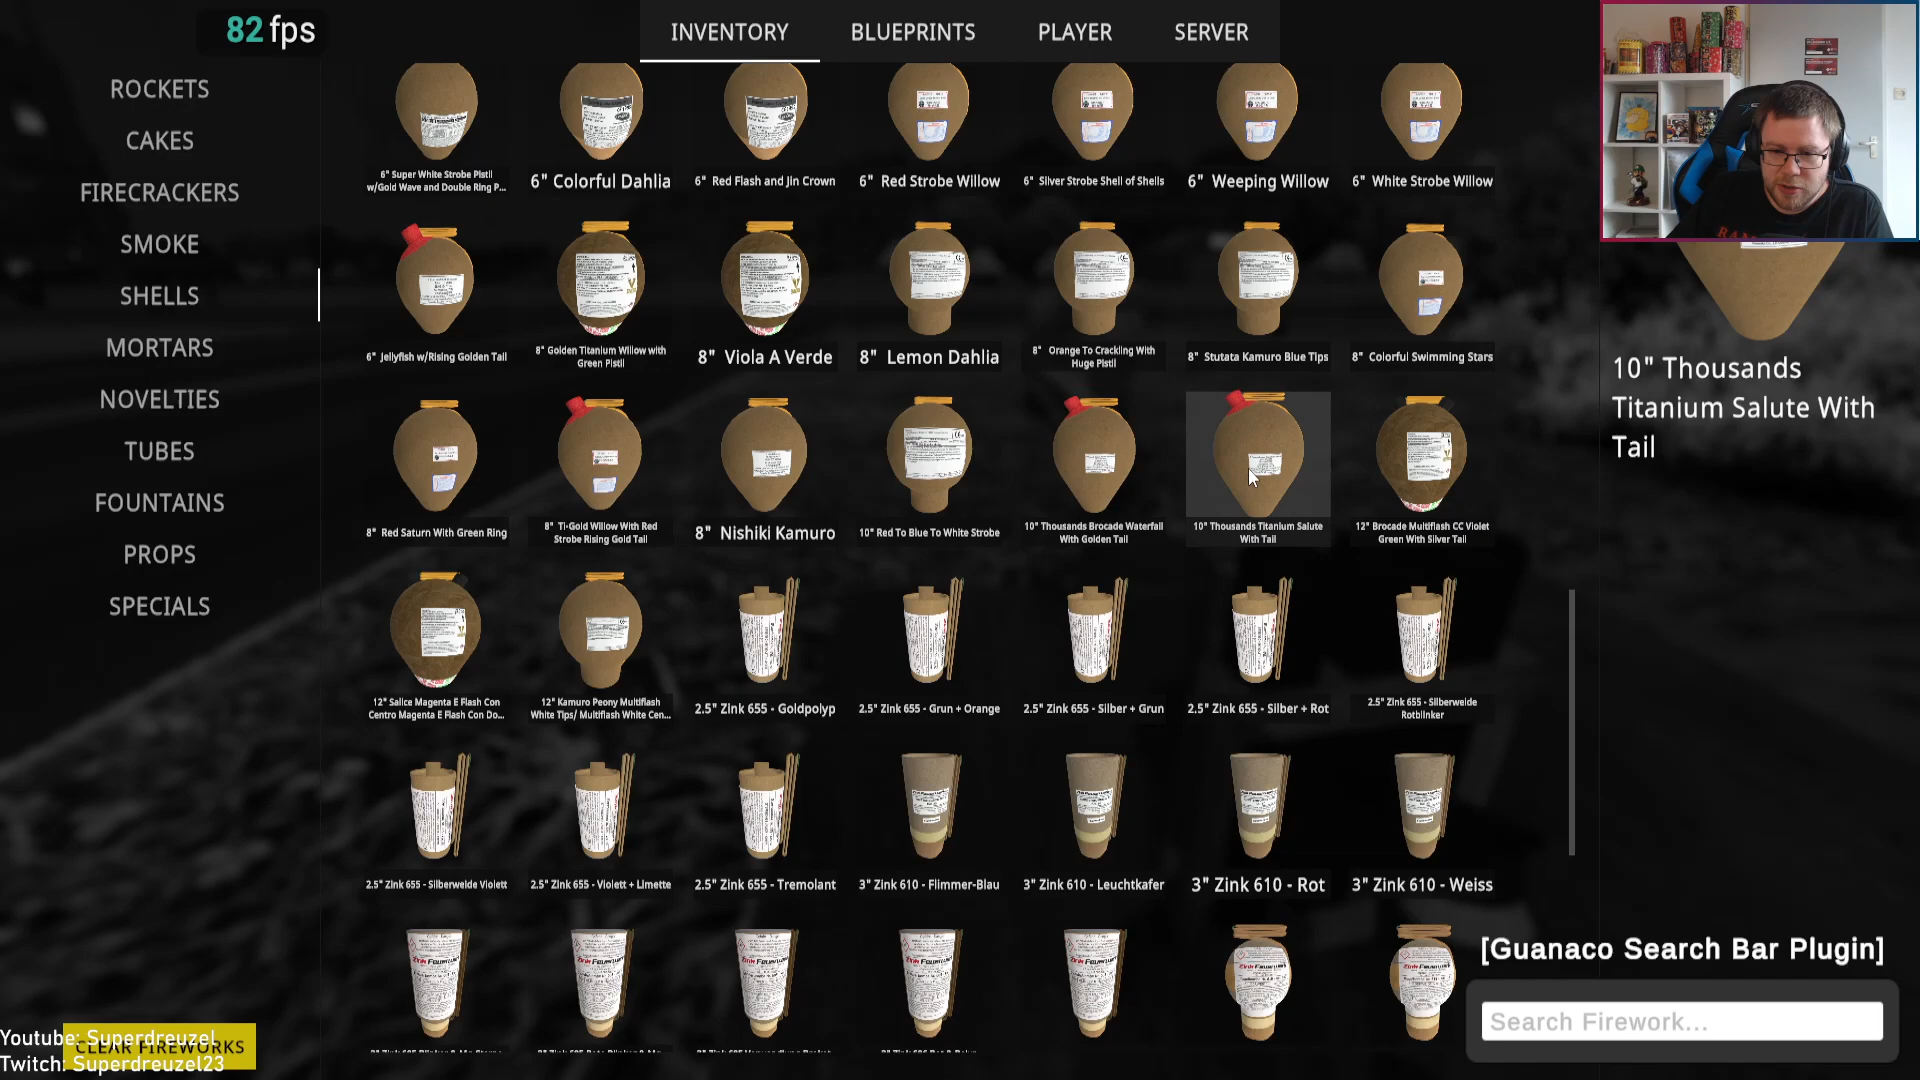 82 fps
INVENTORY
BLUEPRINTS
PLAYER
SERVER
ROCKETS
CAKES
FIRECRACKERS
SMOKE
SHELLS
MORTARS
NOVELTIES
TUBES
FOUNTAINS
PROPS
SPECIALS
6" Super White Strobe Pistil
w/Gold Wave and Double Ring P...
6" Colorful Dahlia
6" Red Flash and Jin Crown
6" Red Strobe Willow
6" Silver Strobe Shell of Shells
6" Weeping Willow
6" White Strobe Willow
6" Jellyfish w/Rising Golden Tail
8" Golden Titanium Willow with
Green Pistil
8" Viola A Verde
8" Lemon Dahlia
8" Orange To Crackling With
Huge Pistil
8" Stutata Kamuro Blue Tips
8" Colorful Swimming Stars
8" Red Saturn With Green Ring
8" Ti-Gold Willow With Red
Strobe Rising Gold Tail
8" Nishiki Kamuro
10" Red To Blue To White Strobe
10" Thousands Brocade Waterfall
With Golden Tail
10" Thousands Titanium Salute
With Tail
12" Brocade Multiflash CC Violet
Green With Silver Tail
12" Salice Magenta E Flash Con
Centro Magenta E Flash Con Do...
12" Kamuro Peony Multiflash
White Tips/ Multiflash White Cen...
2.5" Zink 655 - Goldpolyp
2.5" Zink 655 - Grun + Orange
2.5" Zink 655 - Silber + Grun
2.5" Zink 655 - Silber + Rot
2.5" Zink 655 - Silberweide
Rotblinker
2.5" Zink 655 - Silberweide Violett
2.5" Zink 655 - Violett + Limette
2.5" Zink 655 - Tremolant
3" Zink 610 - Flimmer-Blau
3" Zink 610 - Leuchtkafer
3" Zink 610 - Rot
3" Zink 610 - Weiss
10" Thousands
Titanium Salute With
Tail
[Guanaco Search Bar Plugin]
Search Firework...
Youtube: Superdreuzel
CLEAR FIREWORKS
Twitch: Superdreuzel23